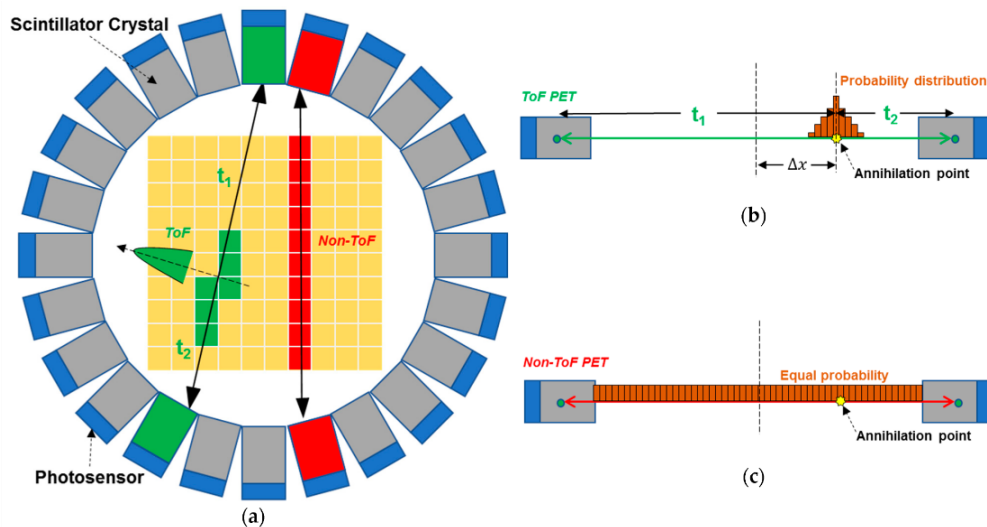 Scintillator Crystal
t1
ToF
Non-ToF
t2
Photosensor
(a)
ToF PET
Probability distribution
t1
t2
Δx
Annihilation point
(b)
Non-ToF PET
Equal probability
Annihilation point
(c)